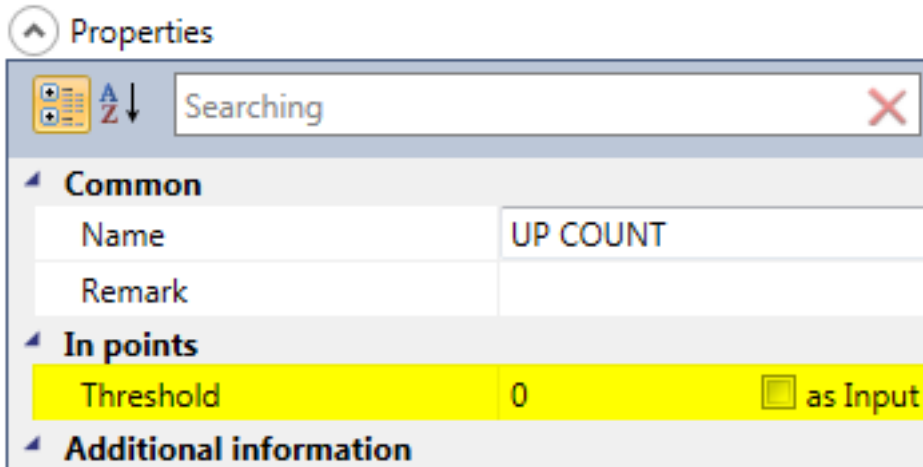 Properties
A Z Searching
Common
Name UP COUNT
Remark
In points
Threshold 0 as Input
Additional information